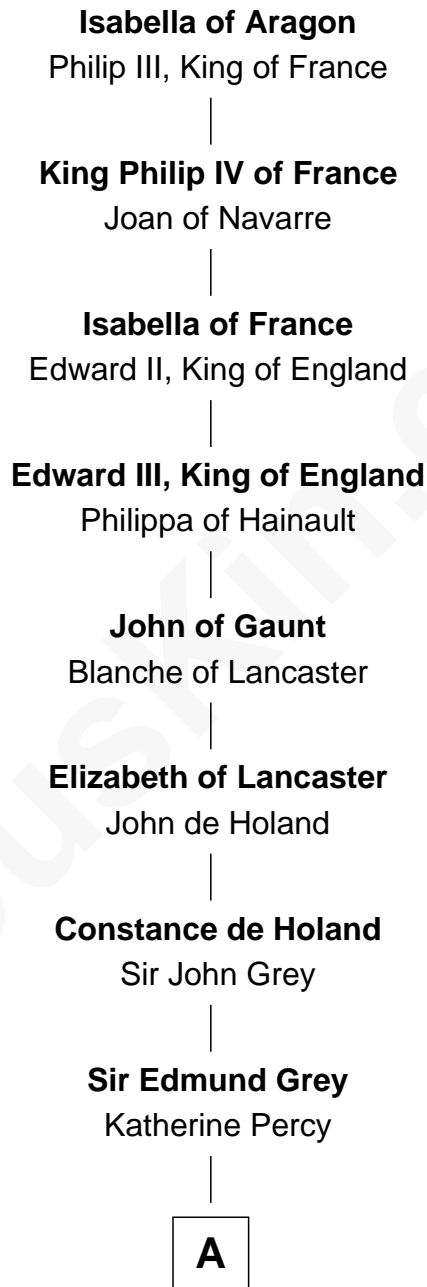 Isabella of Aragon
Philip III, King of France
King Philip IV of France
Joan of Navarre
Isabella of France
Edward II, King of England
Edward III, King of England
Philippa of Hainault
John of Gaunt
Blanche of Lancaster
Elizabeth of Lancaster
John de Holand
Constance de Holand
Sir John Grey
Sir Edmund Grey
Katherine Percy
A